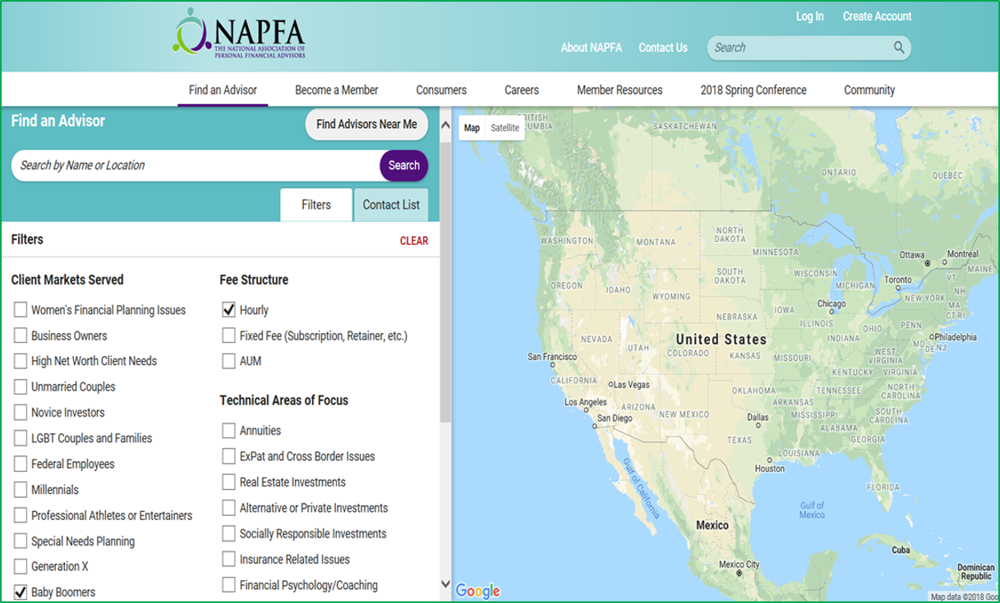 NAPFA
THE NATIONAL ASSOCIATION OF
PERSONAL FINANCIAL ADVISORS
Log In Create Account
About NAPFA Contact Us Search
Find an Advisor Become a Member Consumers Careers Member Resources 2018 Spring Conference Community
Find an Advisor
Find Advisors Near Me
Search by Name or Location Search
Filters Contact List
Filters CLEAR
Client Markets Served
Women's Financial Planning Issues
Business Owners
High Net Worth Client Needs
Unmarried Couples
Novice Investors
LGBT Couples and Families
Federal Employees
Millennials
Professional Athletes or Entertainers
Special Needs Planning
Generation X
Baby Boomers
Fee Structure
Hourly
Fixed Fee (Subscription, Retainer, etc.)
AUM
Technical Areas of Focus
Annuities
ExPat and Cross Border Issues
Real Estate Investments
Alternative or Private Investments
Socially Responsible Investments
Insurance Related Issues
Financial Psychology/Coaching
Map Satellite
SASKATCHEWAN
ONTARIO
QUEBEC
WASHINGTON
MONTANA
NORTH
DAKOTA
MINNESOTA
Ottawa
Montreal
MAINE
OREGON
IDAHO
WYOMING
SOUTH
DAKOTA
WISCONSIN
MICHIGAN
Toronto
VT
NH
NEW YORK
MA
CT RI
Chicago
NEBRASKA
IOWA
ILLINOIS
INDIANA
OHIO
PENN
Philadelphia
MD
DE NJ
NEVADA
UTAH
United States
COLORADO
KANSAS
MISSOURI
WEST
VIRGINIA
KENTUCKY
VIRGINIA
San Francisco
CALIFORNIA
Las Vegas
OKLAHOMA
TENNESSEE
NORTH
CAROLINA
Los Angeles
ARIZONA
NEW MEXICO
ARKANSAS
MISSISSIPPI
SOUTH
CAROLINA
San Diego
Dallas
ALABAMA
GEORGIA
TEXAS
LOUISIANA
Houston
FLORIDA
Gulf of California
Gulf of
Mexico
Mexico
Mexico City
Cuba
Dominican
Republic
Google
Map data ©2018 Goo